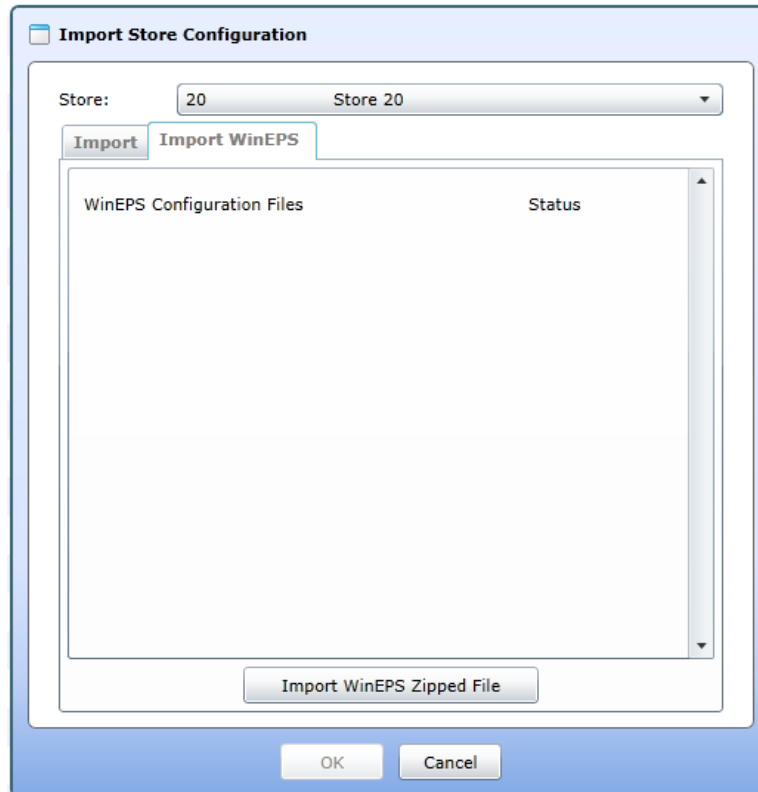 Import Store Configuration
Store: 20 Store 20
Import Import WinEPS
WinEPS Configuration Files Status
Import WinEPS Zipped File
OK Cancel